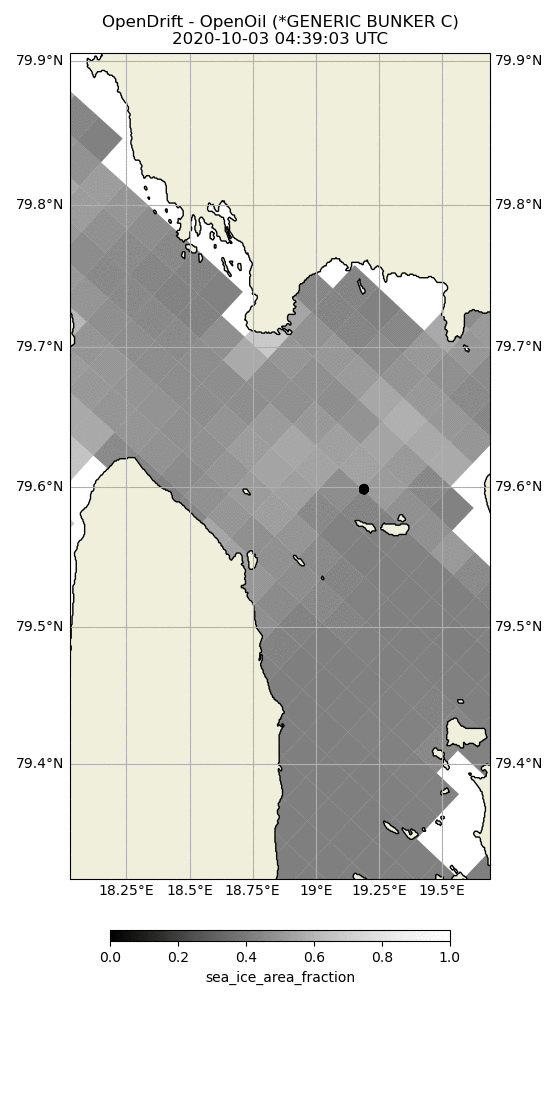 OpenDrift - OpenOil (*GENERIC BUNKER C)
2020-10-03 04:39:03 UTC
79.9°N 79.9°N
79.8°N 79.8°N
79.7°N 79.7°N
79.6°N 79.6°N
79.5°N 79.5°N
79.4°N 79.4°N
18.25°E 18.5°E 18.75°E 19°E 19.25°E 19.5°E
0.0 0.2 0.4 0.6 0.8 1.0
sea_ice_area_fraction